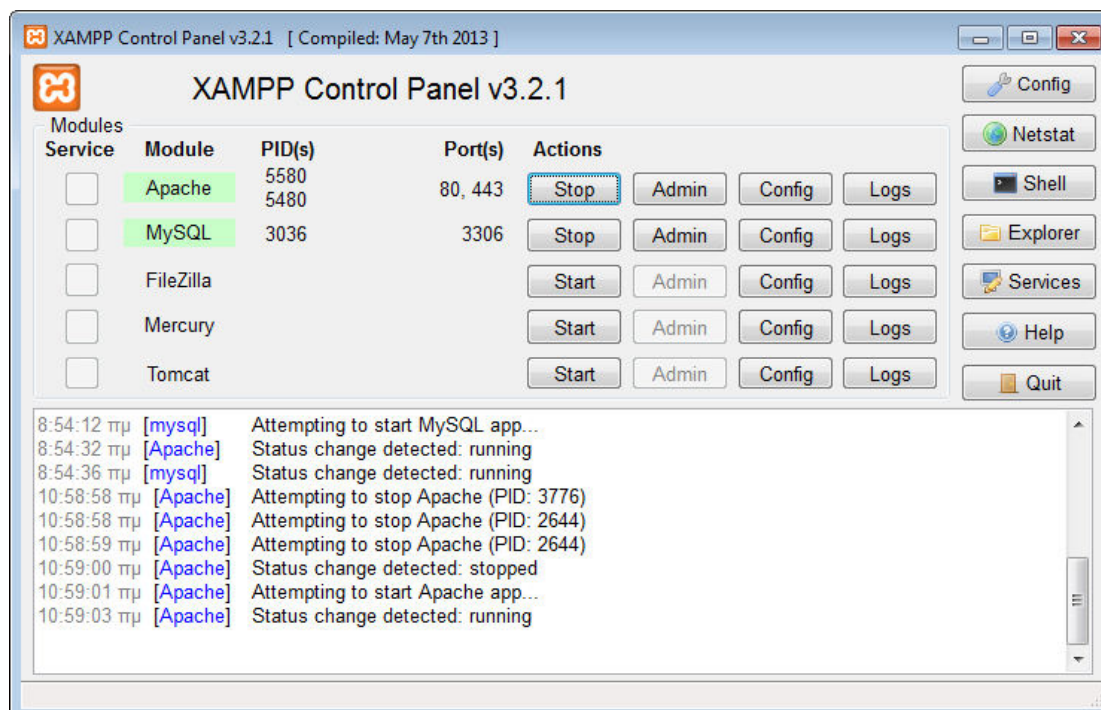 XAMPP Control Panel v3.2.1 [ Compiled: May 7th 2013 ]
XAMPP Control Panel v3.2.1
Config
Netstat
Shell
Explorer
Services
Help
Quit
Modules
Service Module PID(s) Port(s) Actions
Apache 5580 5480 80, 443 Stop Admin Config Logs
MySQL 3036 3306 Stop Admin Config Logs
FileZilla Start Admin Config Logs
Mercury Start Admin Config Logs
Tomcat Start Admin Config Logs
8:54:12 πμ [mysql] Attempting to start MySQL app...
8:54:32 πμ [Apache] Status change detected: running
8:54:36 πμ [mysql] Status change detected: running
10:58:58 πμ [Apache] Attempting to stop Apache (PID: 3776)
10:58:58 πμ [Apache] Attempting to stop Apache (PID: 2644)
10:58:59 πμ [Apache] Attempting to stop Apache (PID: 2644)
10:59:00 πμ [Apache] Status change detected: stopped
10:59:01 πμ [Apache] Attempting to start Apache app...
10:59:03 πμ [Apache] Status change detected: running